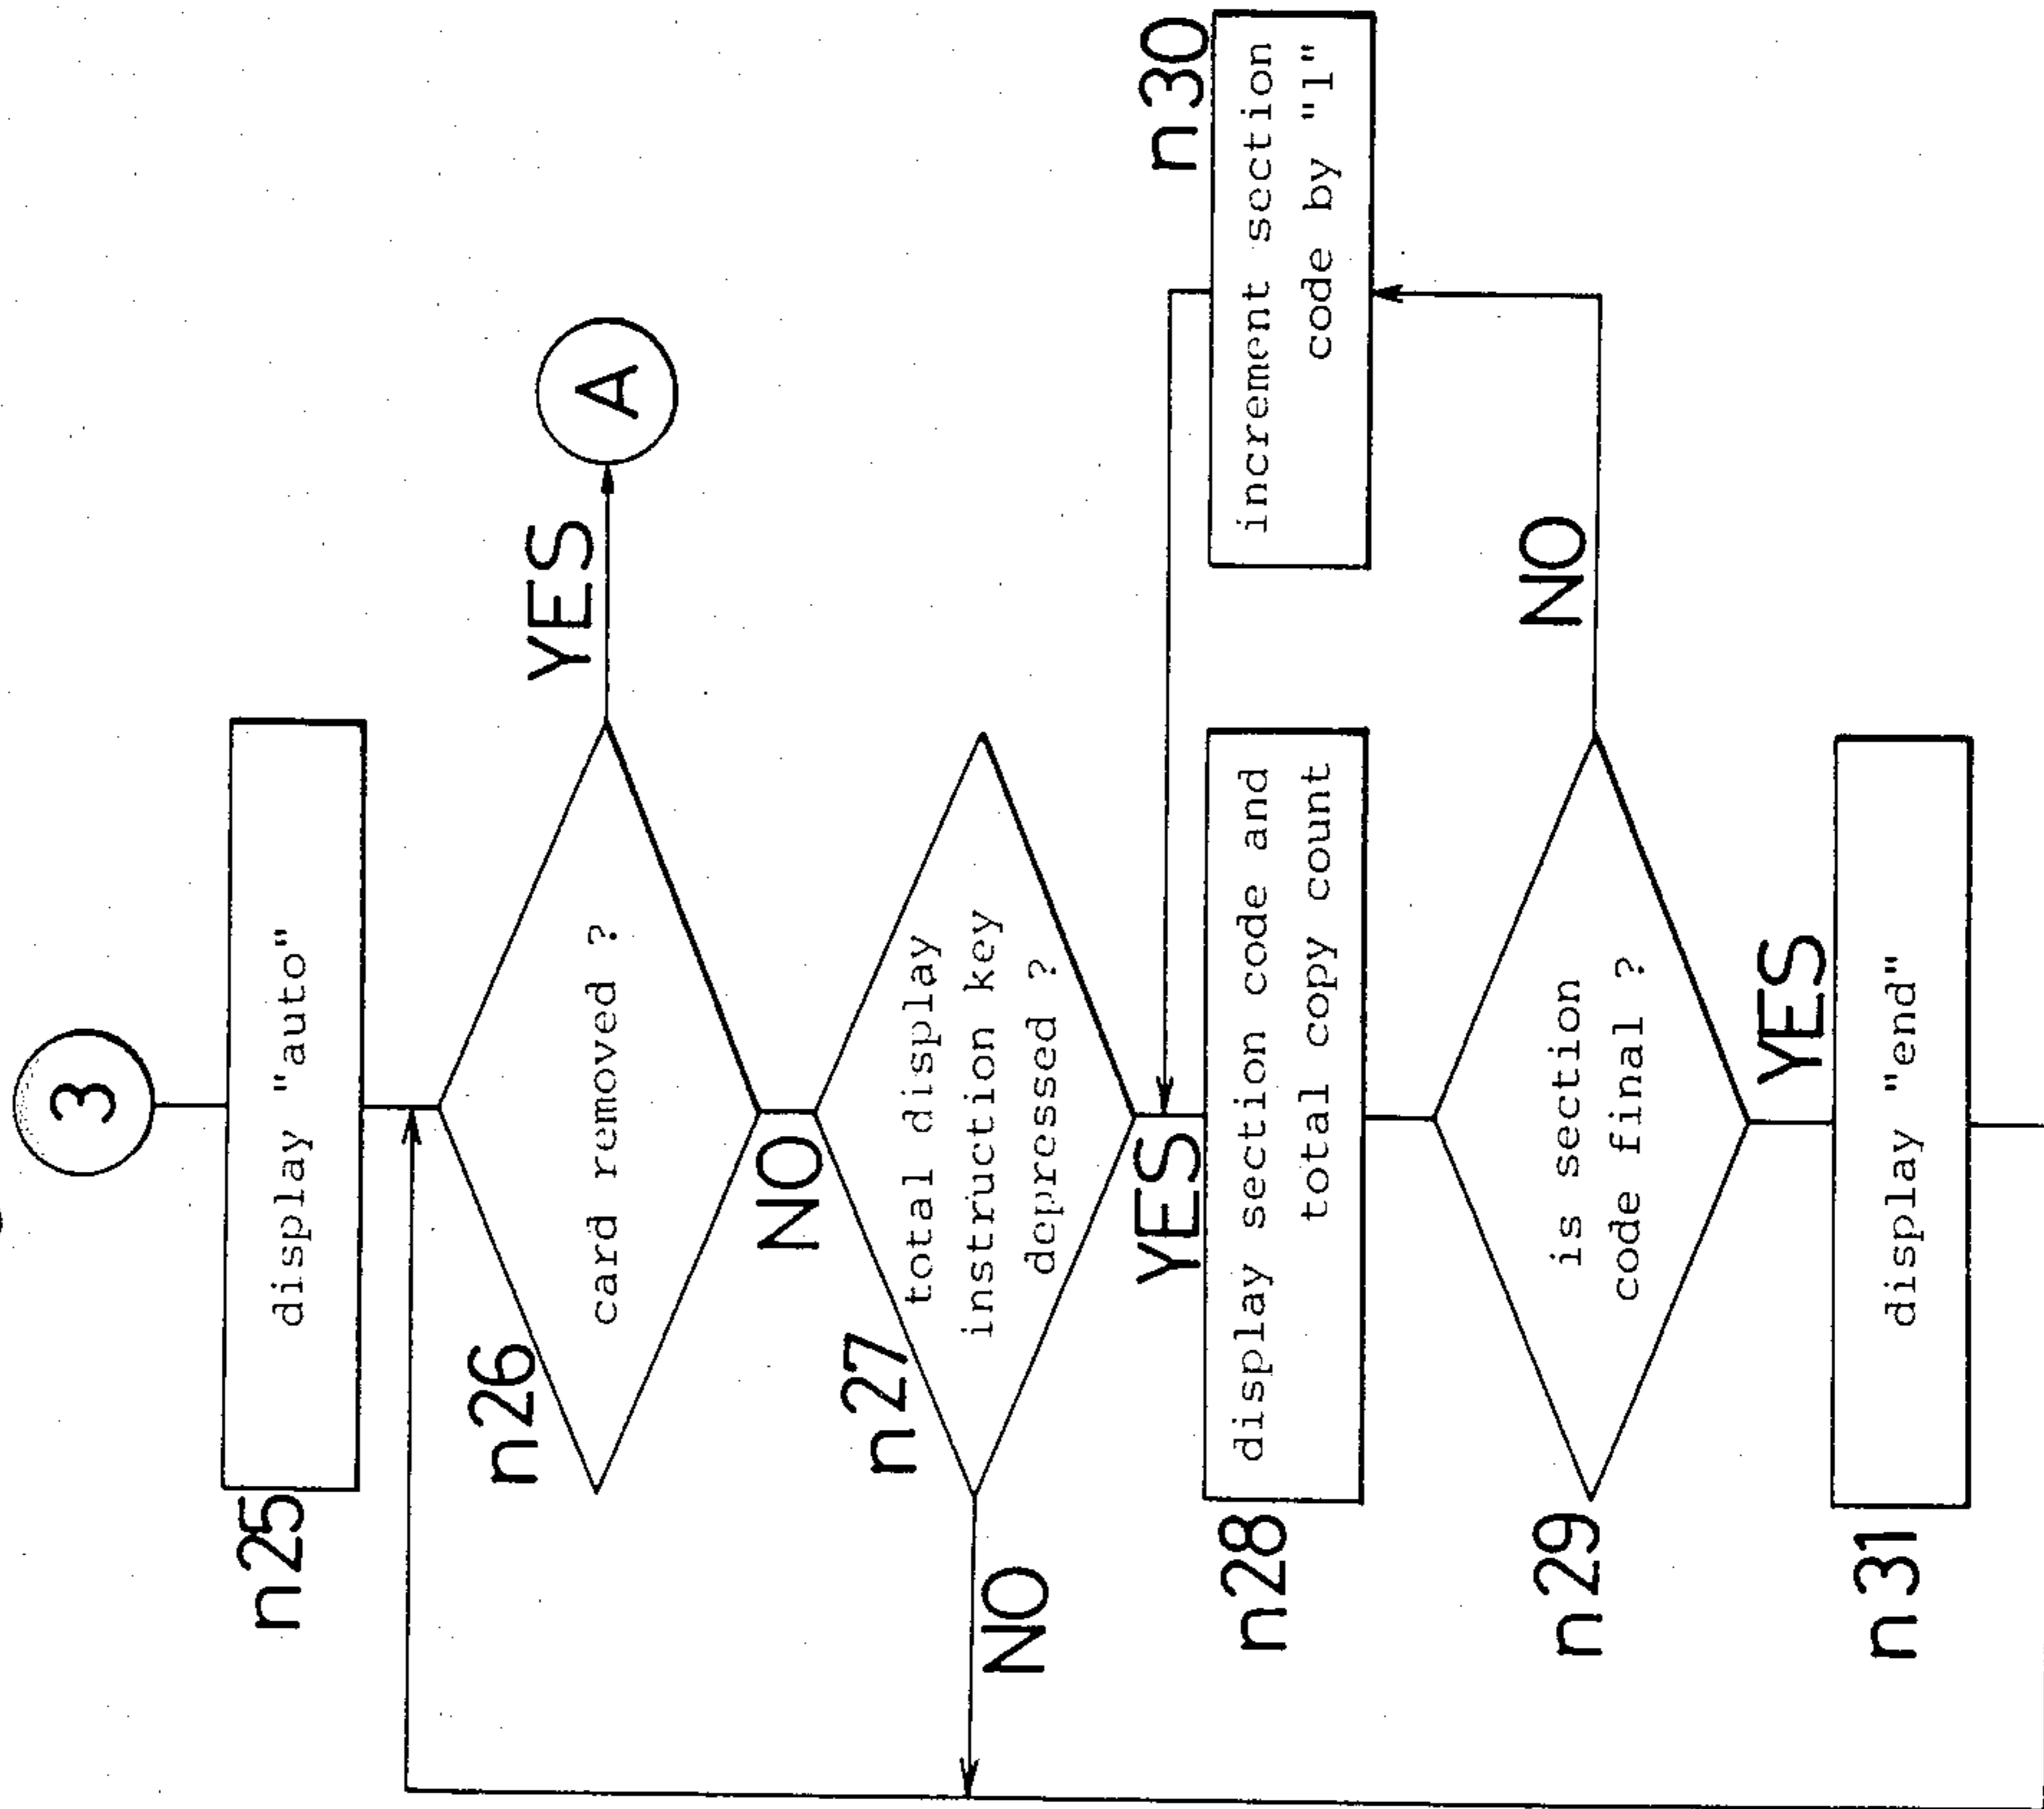 3
n25
display "auto"
n26
card removed ?
YES
A
NO
n27
total display
instruction key
depressed ?
NO
YES
n28
display section code and
total copy count
n30
increment section
code by "1"
n29
is section
code final ?
NO
YES
n31
display "end"